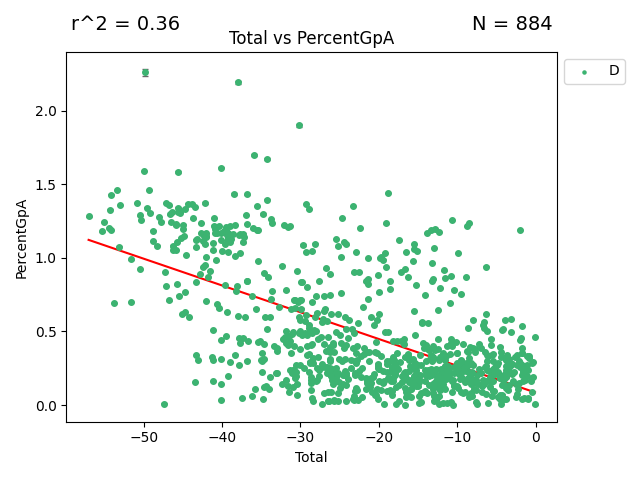 r^2 = 0.36
N = 884
Total vs PercentGpA
D
PercentGpA
2.0
1.5
1.0
0.5
0.0
−50
−40
−30
−20
−10
0
Total